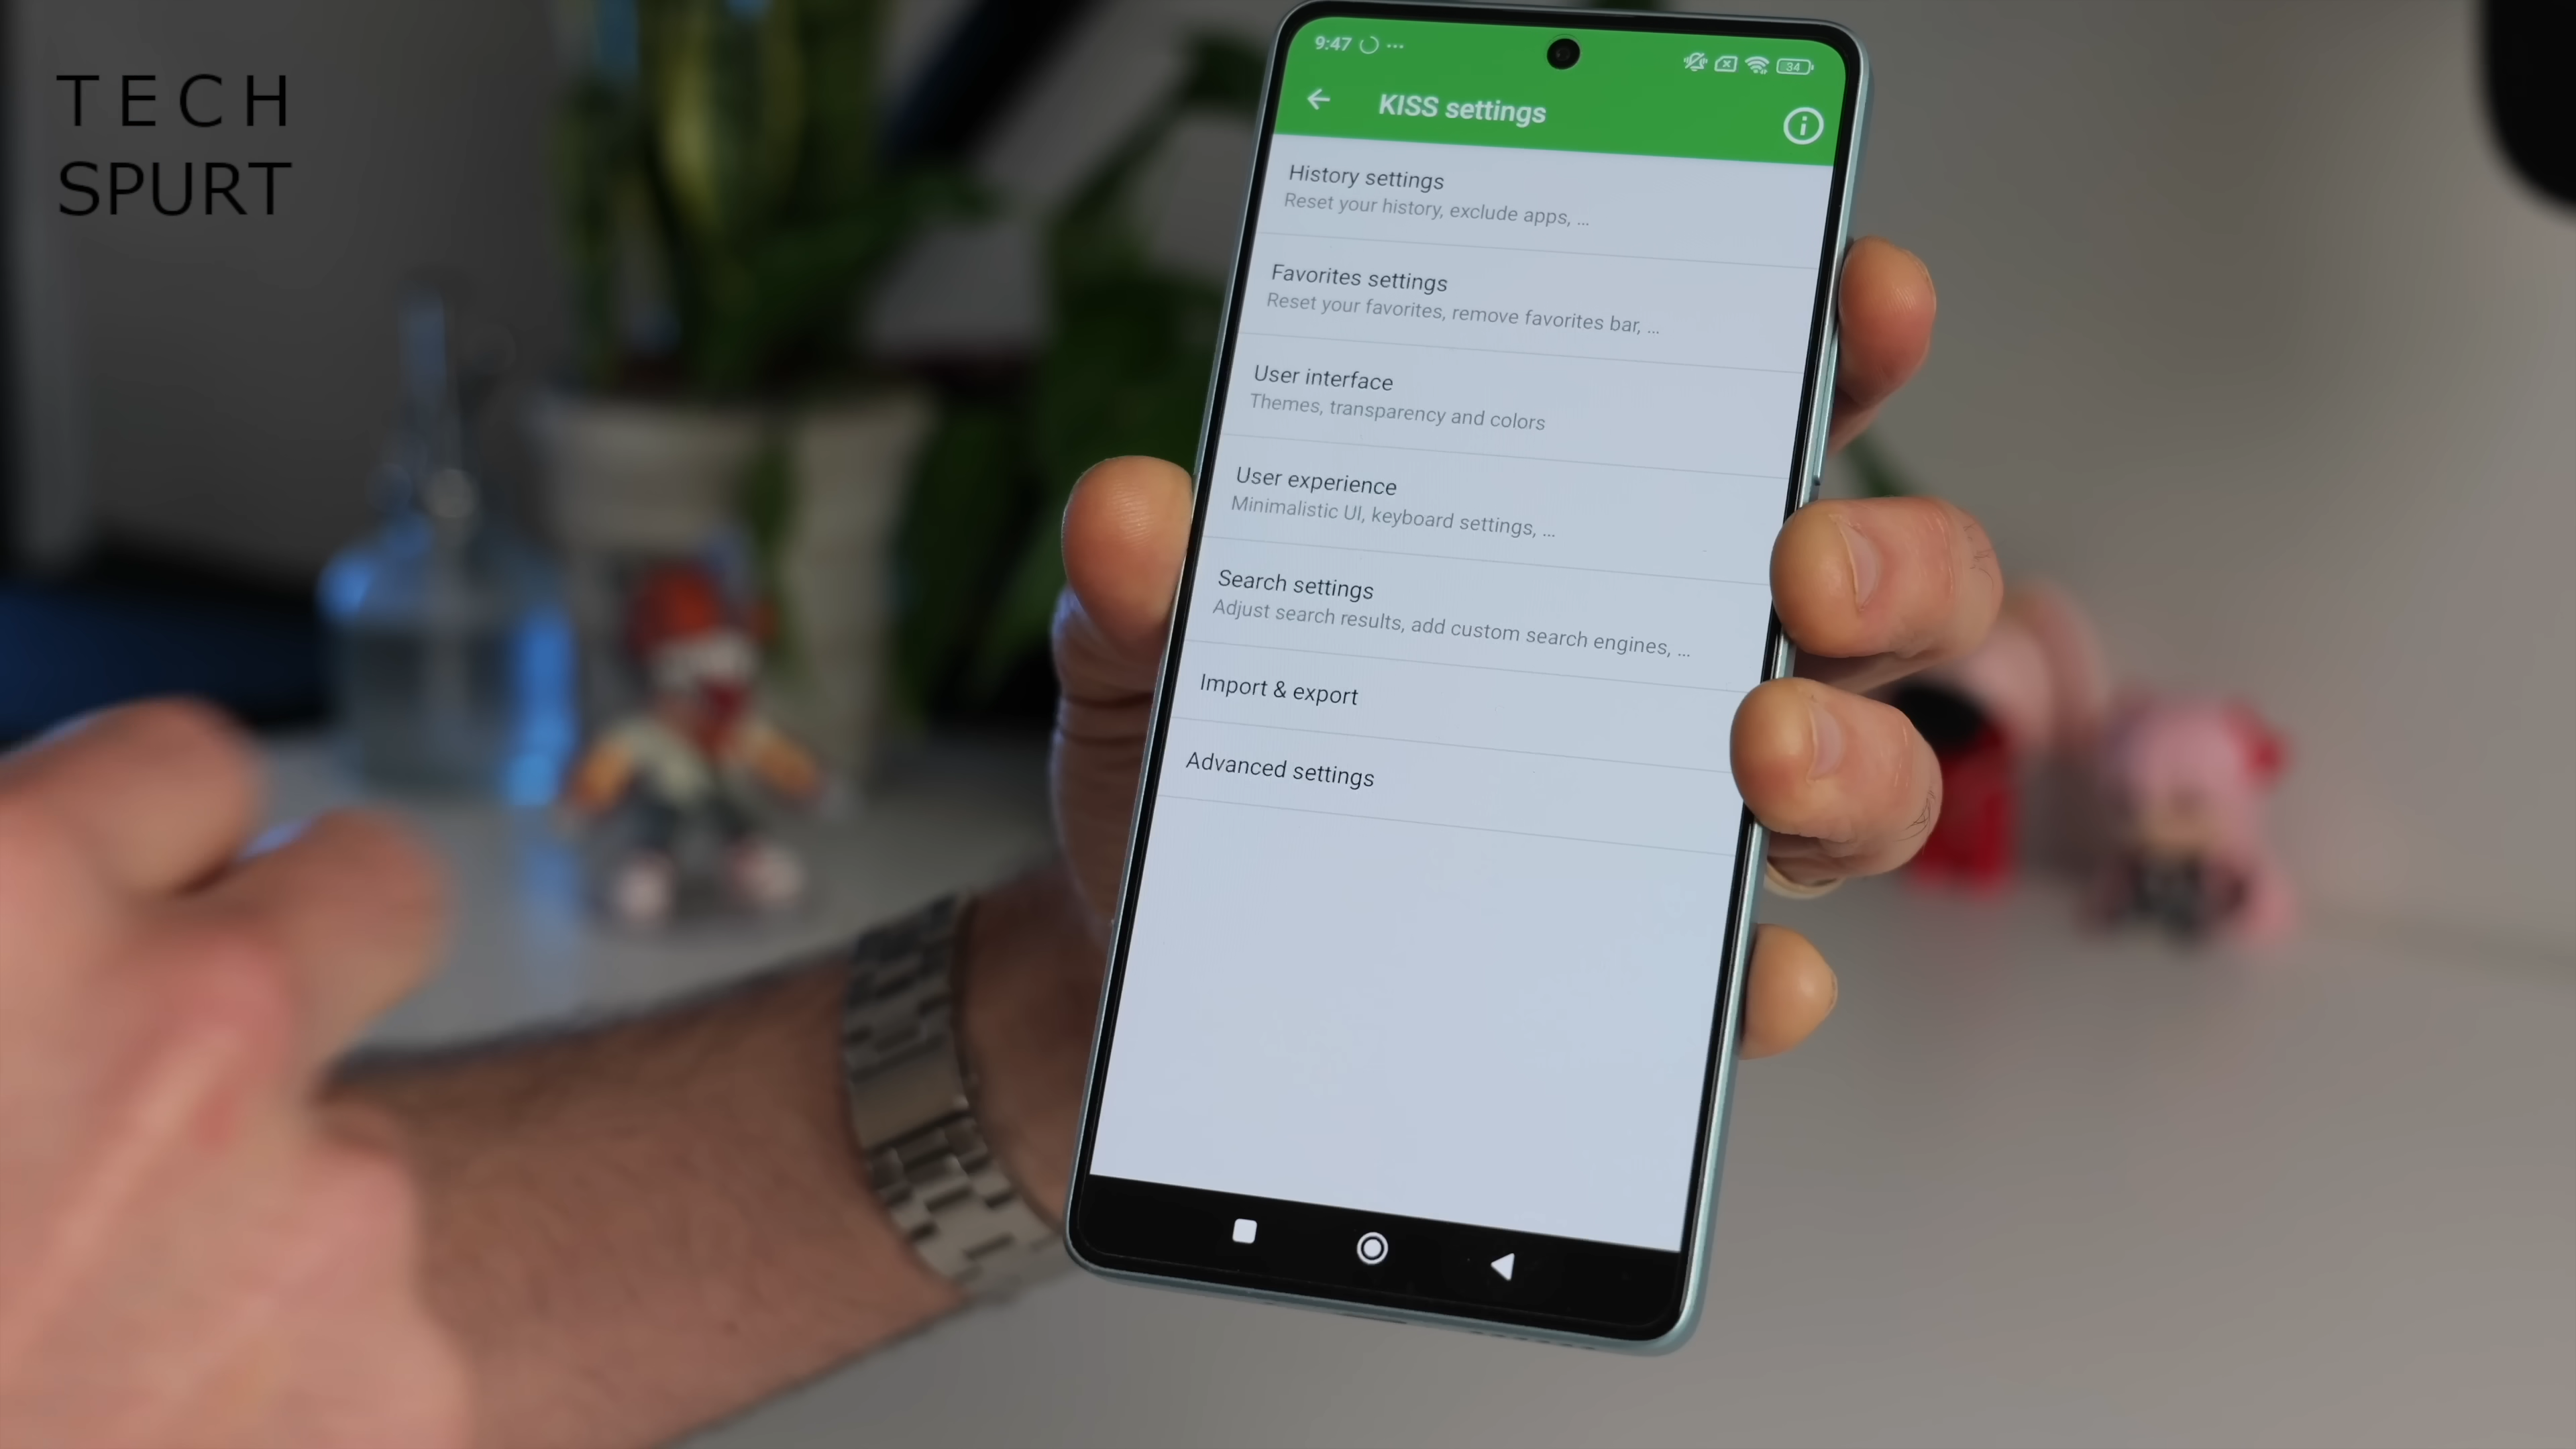 TECH
SPURT
9:47
34
KISS settings
History settings
Reset your history, exclude apps, ...
Favorites settings
Reset your favorites, remove favorites bar, ...
User interface
Themes, transparency and colors
User experience
Minimalistic UI, keyboard settings, ...
Search settings
Adjust search results, add custom search engines, ...
Import & export
Advanced settings